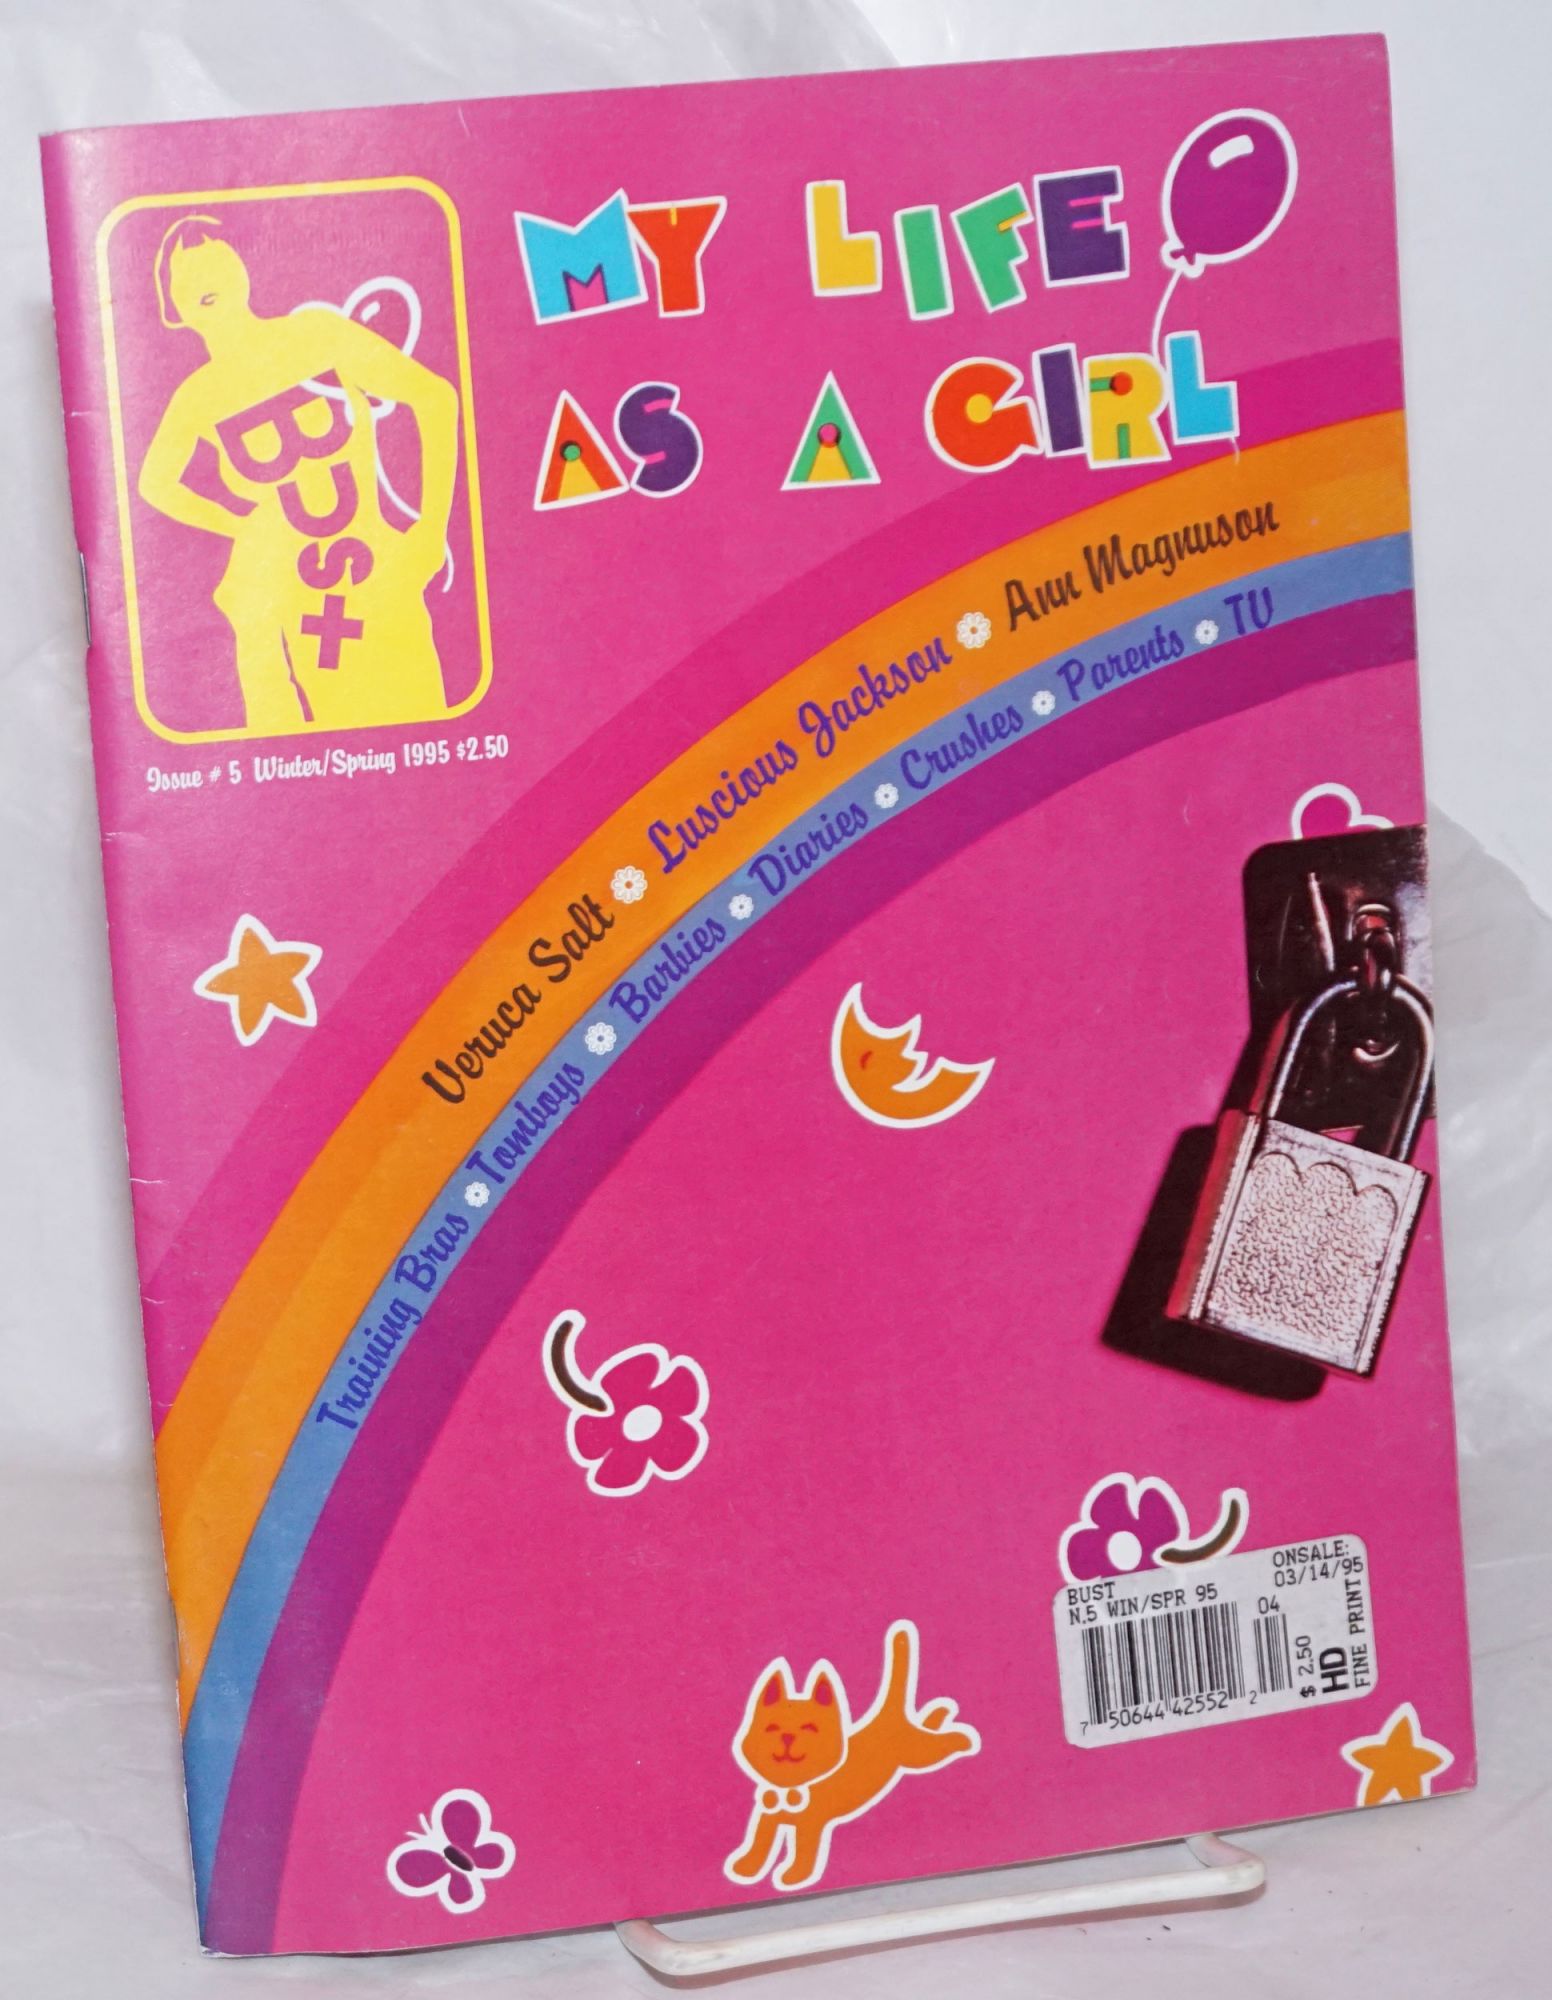 MY LIFE
AS A GIRL
BUST
Issue # 5 Winter/Spring 1995 $2.50
Veruca Salt Luscious Jackson Ann Magnuson
Training Bras Tomboys Barbies Diaries Crushes Parents TV
ONSALE:
BUST 03/14/95
N.5 WIN/SPR 95 04
7 50644 42552 2
$ 2.50
HD
FINE PRINT